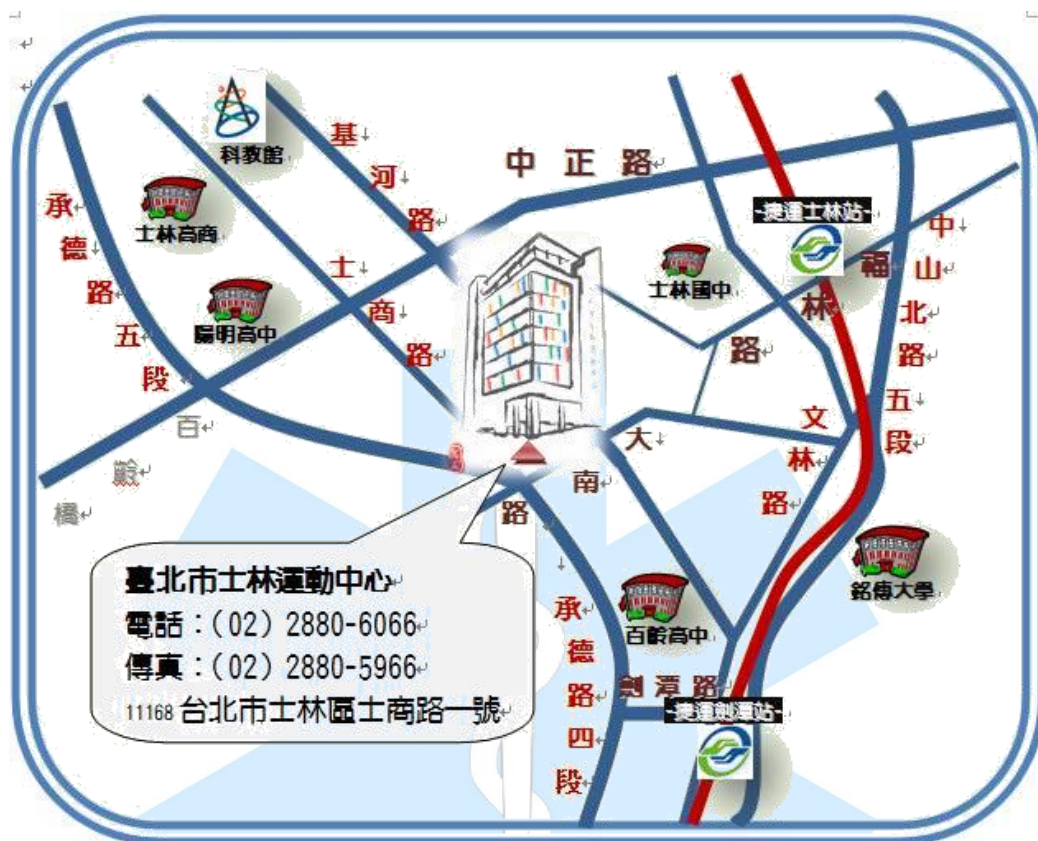 科教館
士林高商
陽明高中
承德路五段
基河路
士商路
中正路
捷運士林站
士林國中
福林路
中山北路五段
文林路
大南路
百齡橋
銘傳大學
百齡高中
劍潭路
捷運劍潭站
承德路四段
臺北市士林運動中心
電話：(02) 2880-6066
傳真：(02) 2880-5966
11168 台北市士林區士商路一號